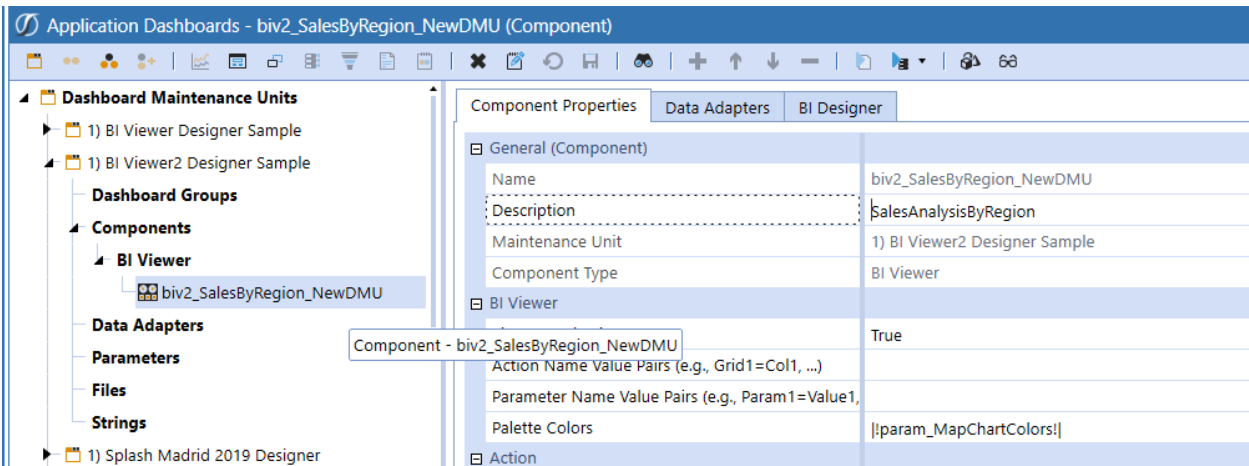 Application Dashboards - biv2_SalesByRegion_NewDMU (Component)
Dashboard Maintenance Units
1) BI Viewer Designer Sample
1) BI Viewer2 Designer Sample
Dashboard Groups
Components
BI Viewer
biv2_SalesByRegion_NewDMU
Data Adapters
Parameters
Files
Strings
1) Splash Madrid 2019 Designer
Component - biv2_SalesByRegion_NewDMU
Component Properties Data Adapters BI Designer
General (Component)
Name biv2_SalesByRegion_NewDMU
Description SalesAnalysisByRegion
Maintenance Unit 1) BI Viewer2 Designer Sample
Component Type BI Viewer
BI Viewer
True
Action Name Value Pairs (e.g., Grid1=Col1, ...)
Parameter Name Value Pairs (e.g., Param1=Value1,
Palette Colors |!param_MapChartColors!|
Action